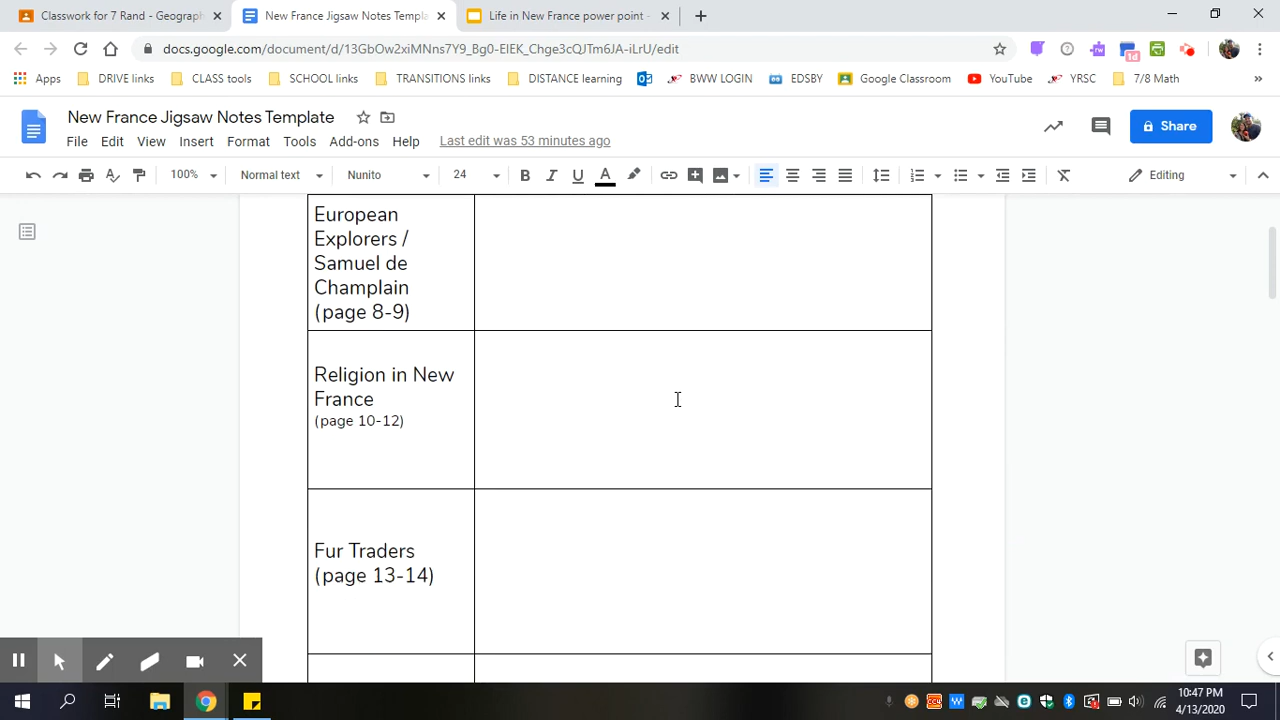 Classwork for 7 Rand - Geograph
New France Jigsaw Notes Templa
Life in New France power point -
docs.google.com/document/d/13GbOw2xiMNns7Y9_Bg0-EIEK_Chge3cQJTm6JA-iLrU/edit
1d
Apps
DRIVE links
CLASS tools
SCHOOL links
TRANSITIONS links
DISTANCE learning
BWW LOGIN
EDSBY
Google Classroom
YouTube
YRSC
7/8 Math
»
New France Jigsaw Notes Template
Share
File
Edit
View
Insert
Format
Tools
Add-ons
Help
Last edit was 53 minutes ago
100%
Normal text
Nunito
24
B
I
U
A
Editing
European
Explorers /
Samuel de
Champlain
(page 8-9)
Religion in New
France
(page 10-12)
Fur Traders
(page 13-14)
10:47 PM
4/13/2020